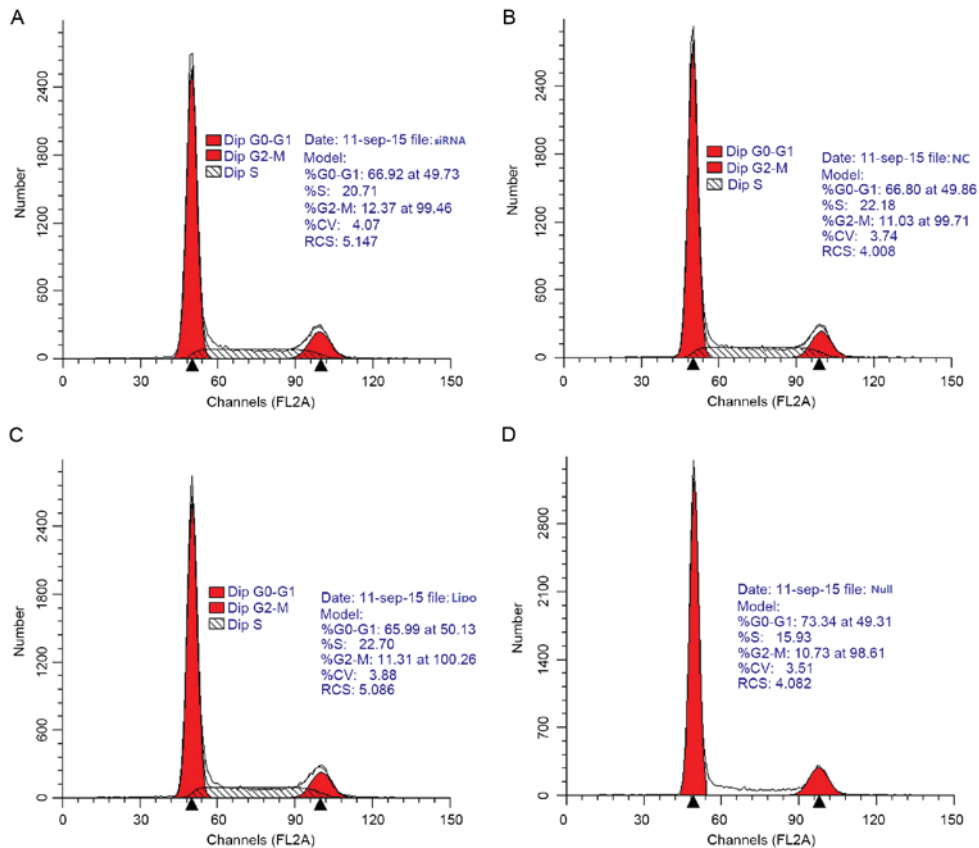 A
Number
2400
1800
1200
600
0
Dip G0-G1
Dip G2-M
Dip S
Date: 11-sep-15 file:siRNA
Model:
%G0-G1: 66.92 at 49.73
%S: 20.71
%G2-M: 12.37 at 99.46
%CV: 4.07
RCS: 5.147
0 30 60 90 120 150
Channels (FL2A)
B
Number
2400
1800
1200
600
0
Dip G0-G1
Dip G2-M
Dip S
Date: 11-sep-15 file:NC
Model:
%G0-G1: 66.80 at 49.86
%S: 22.18
%G2-M: 11.03 at 99.71
%CV: 3.74
RCS: 4.008
0 30 60 90 120 150
Channels (FL2A)
C
Number
2400
1800
1200
600
0
Dip G0-G1
Dip G2-M
Dip S
Date: 11-sep-15 file:Lipo
Model:
%G0-G1: 65.99 at 50.13
%S: 22.70
%G2-M: 11.31 at 100.26
%CV: 3.88
RCS: 5.086
0 30 60 90 120 150
Channels (FL2A)
D
Number
2800
2100
1400
700
0
Date: 11-sep-15 file: Null
Model:
%G0-G1: 73.34 at 49.31
%S: 15.93
%G2-M: 10.73 at 98.61
%CV: 3.51
RCS: 4.082
0 30 60 90 120 150
Channels (FL2A)